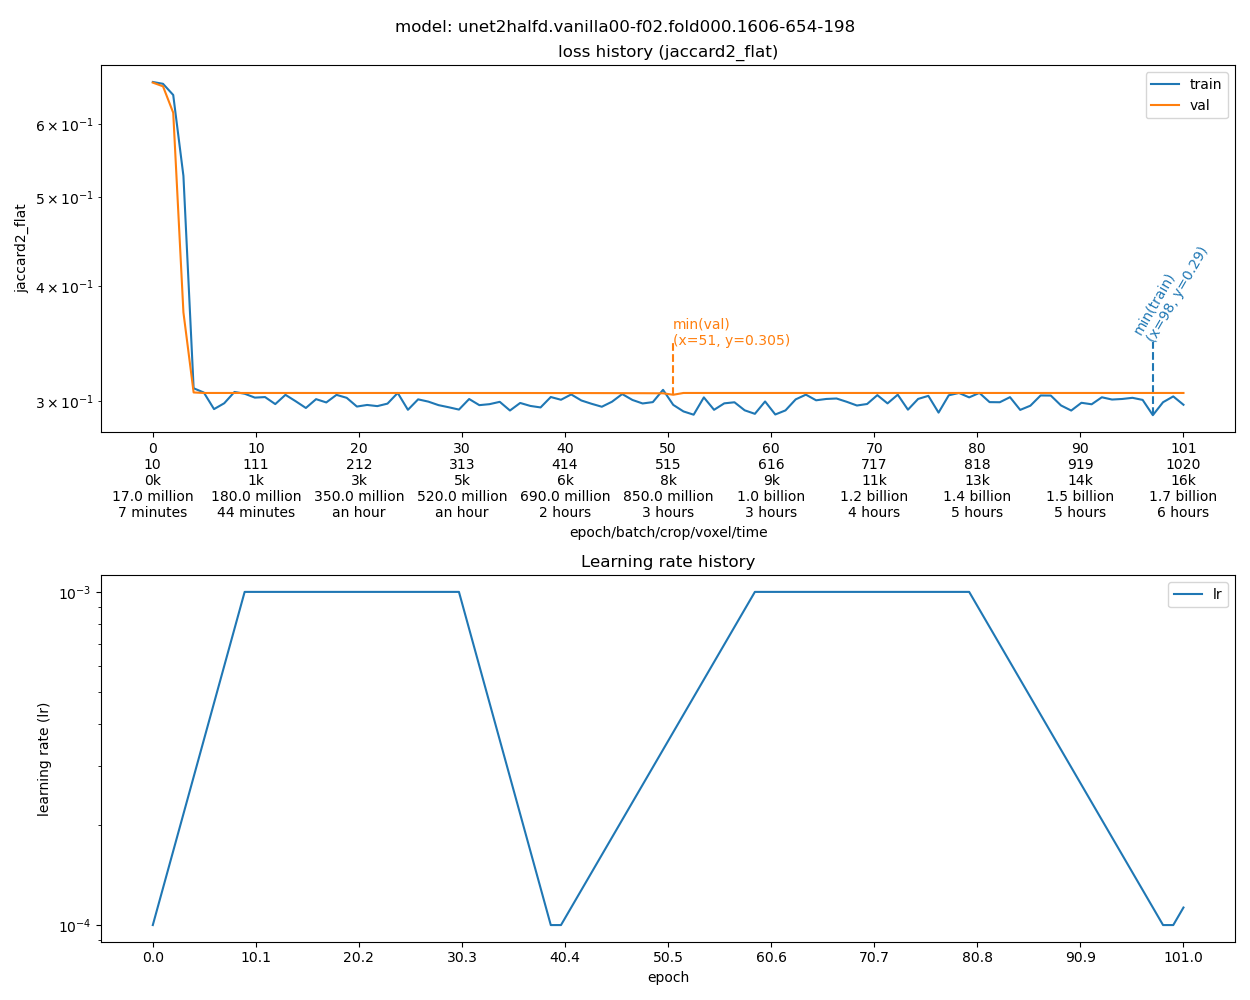 model: unet2halfd.vanilla00-f02.fold000.1606-654-198
loss history (jaccard2_flat)
train
val
6 × 10⁻¹
5 × 10⁻¹
4 × 10⁻¹
3 × 10⁻¹
jaccard2_flat
min(val)
(x=51, y=0.305)
min(train)
(x=98, y=0.29)
0 10 20 30 40 50 60 70 80 90 101
10 111 212 313 414 515 616 717 818 919 1020
0k 1k 3k 5k 6k 8k 9k 11k 13k 14k 16k
17.0 million 180.0 million 350.0 million 520.0 million 690.0 million 850.0 million 1.0 billion 1.2 billion 1.4 billion 1.5 billion 1.7 billion
7 minutes 44 minutes an hour an hour 2 hours 3 hours 3 hours 4 hours 5 hours 5 hours 6 hours
epoch/batch/crop/voxel/time
Learning rate history
lr
10⁻³
10⁻⁴
learning rate (lr)
0.0 10.1 20.2 30.3 40.4 50.5 60.6 70.7 80.8 90.9 101.0
epoch